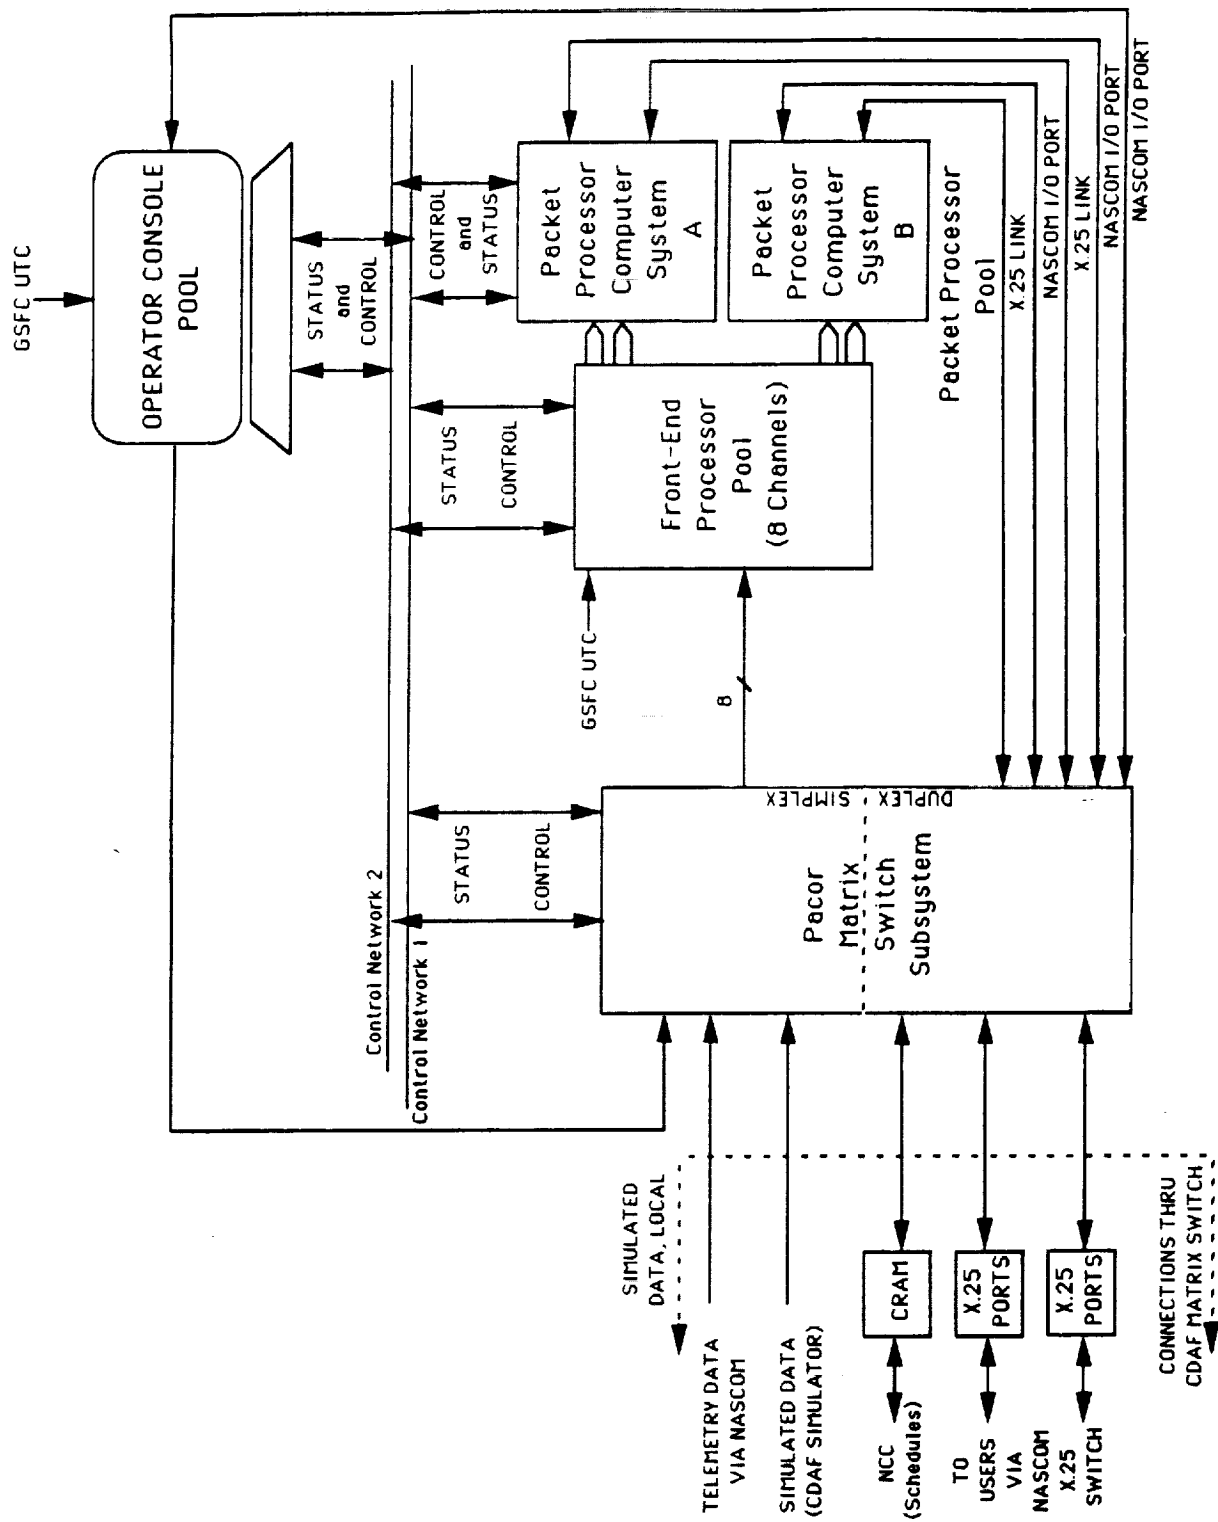 GSFC UTC
OPERATOR CONSOLE
POOL
STATUS
and
CONTROL
Control Network 2
Control Network 1
STATUS
CONTROL
STATUS
CONTROL
CONTROL
and
STATUS
Packet
Processor
Computer
System
A
Packet
Processor
Computer
System
B
Packet Processor
Pool
Front-End
Processor
Pool
(8 Channels)
GSFC UTC
8
Pacor
Matrix
Switch
Subsystem
SIMPLEX
DUPLEX
X.25 LINK
NASCOM I/O PORT
X.25 LINK
NASCOM I/O PORT
NASCOM I/O PORT
SIMULATED
DATA, LOCAL
TELEMETRY DATA
VIA NASCOM
SIMULATED DATA
(CDAF SIMULATOR)
NCC
(Schedules)
CRAM
TO
USERS
VIA
NASCOM
X.25
SWITCH
X.25
PORTS
X.25
PORTS
CONNECTIONS THRU
CDAF MATRIX SWITCH